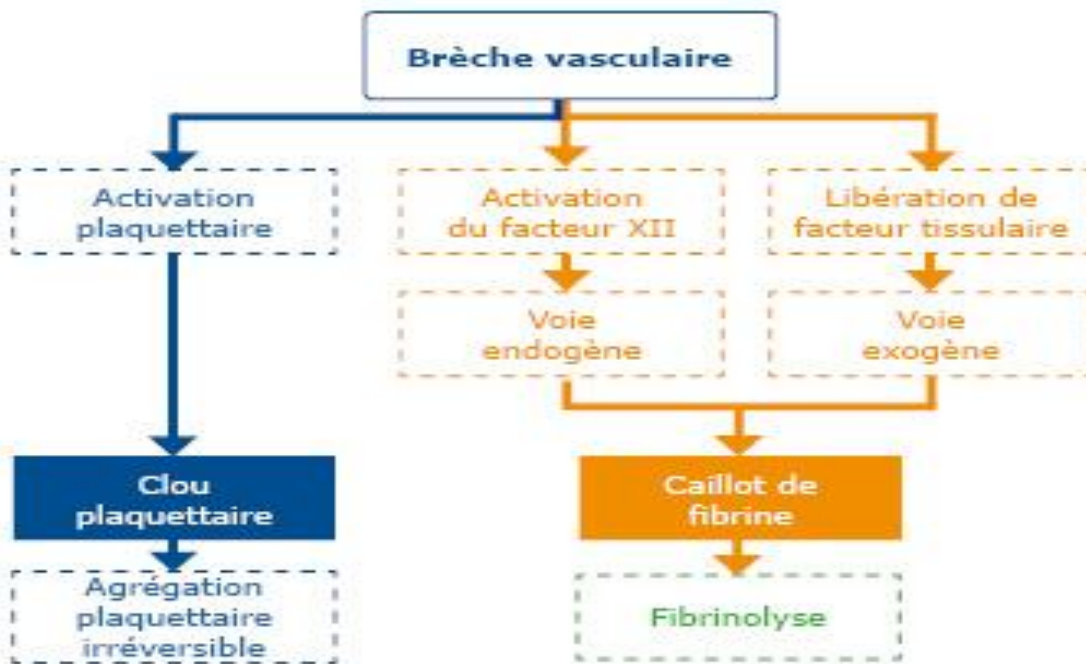 Brèche vasculaire
Activation
plaquettaire
Activation
du facteur XII
Libération de
facteur tissulaire
Voie
endogène
Voie
exogène
Clou
plaquettaire
Caillot de
fibrine
Agrégation
plaquettaire
irréversible
Fibrinolyse